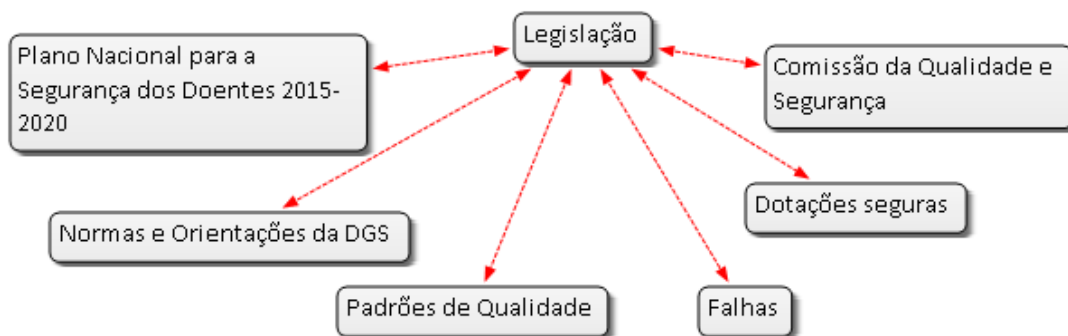 Legislação
Plano Nacional para a
Segurança dos Doentes 2015-
2020
Comissão da Qualidade e
Segurança
Normas e Orientações da DGS
Dotações seguras
Padrões de Qualidade
Falhas